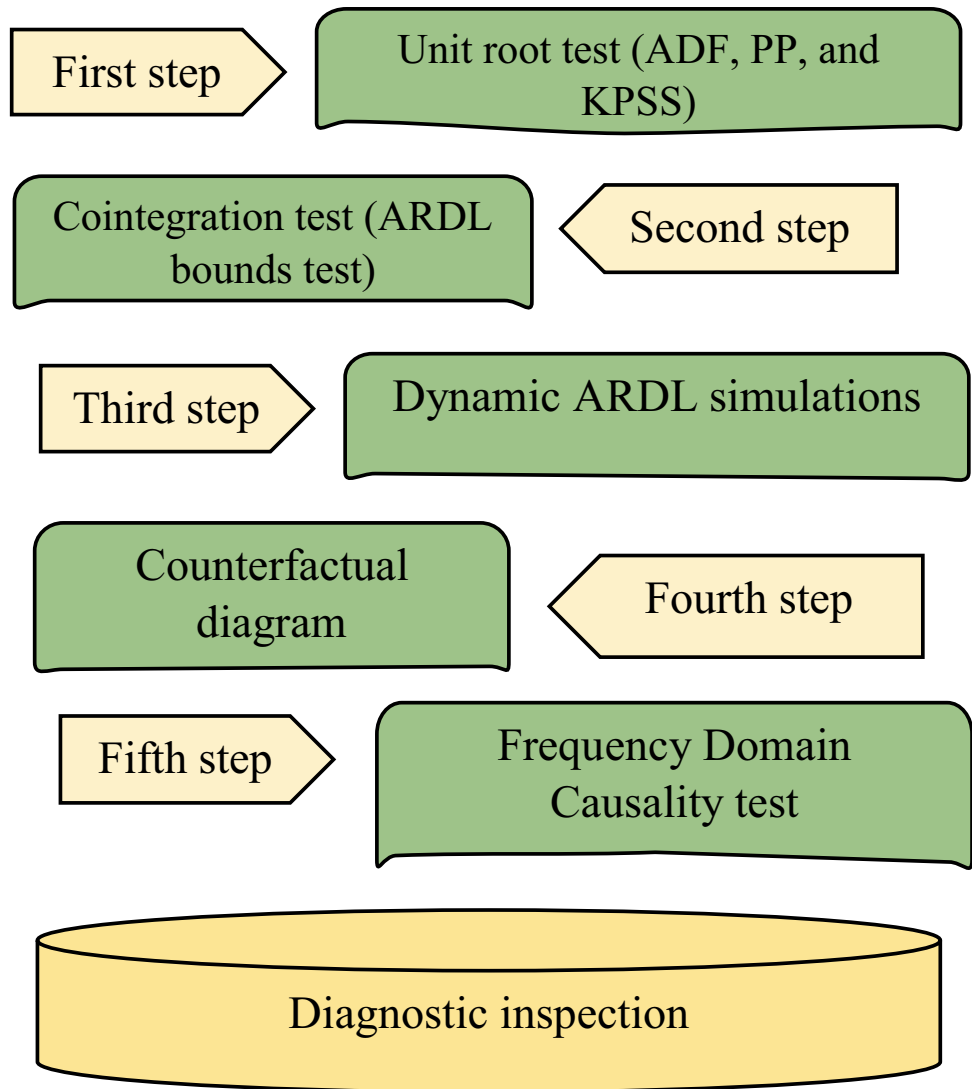 First step
Unit root test (ADF, PP, and
KPSS)
Cointegration test (ARDL
bounds test)
Second step
Third step
Dynamic ARDL simulations
Counterfactual
diagram
Fourth step
Fifth step
Frequency Domain
Causality test
Diagnostic inspection